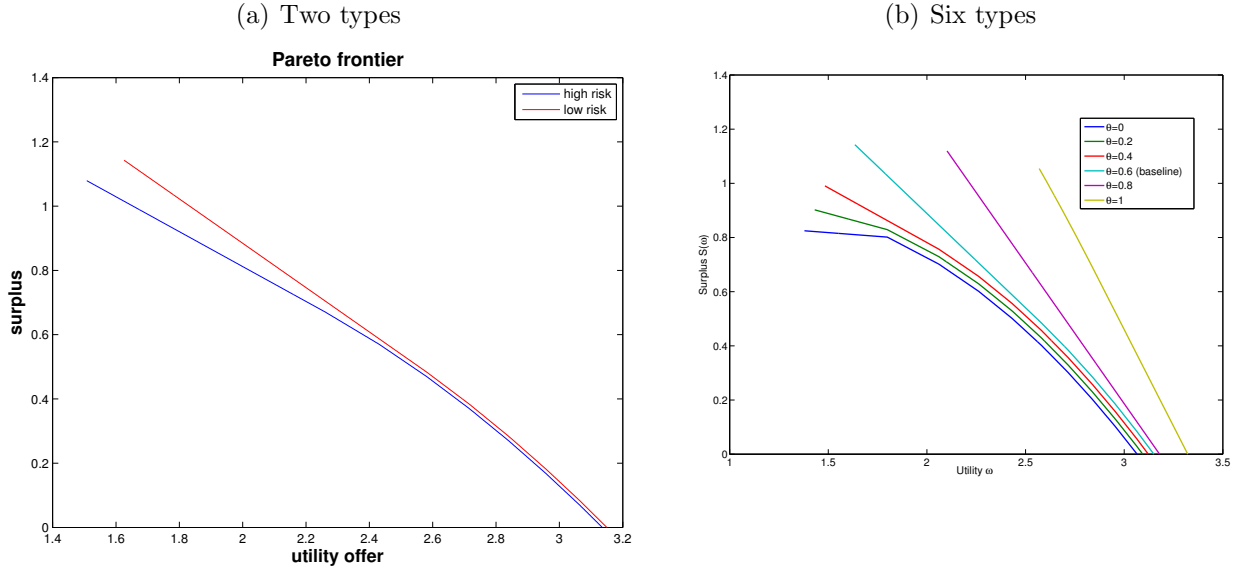 (a) Two types
Pareto frontier
1.4
1.2
1
0.8
0.6
0.4
0.2
0
surplus
1.4 1.6 1.8 2 2.2 2.4 2.6 2.8 3 3.2
utility offer
high risk
low risk
(b) Six types
1.4
1.2
1
0.8
0.6
0.4
0.2
0
Surplus S(ω)
1 1.5 2 2.5 3 3.5
Utility ω
θ=0
θ=0.2
θ=0.4
θ=0.6 (baseline)
θ=0.8
θ=1